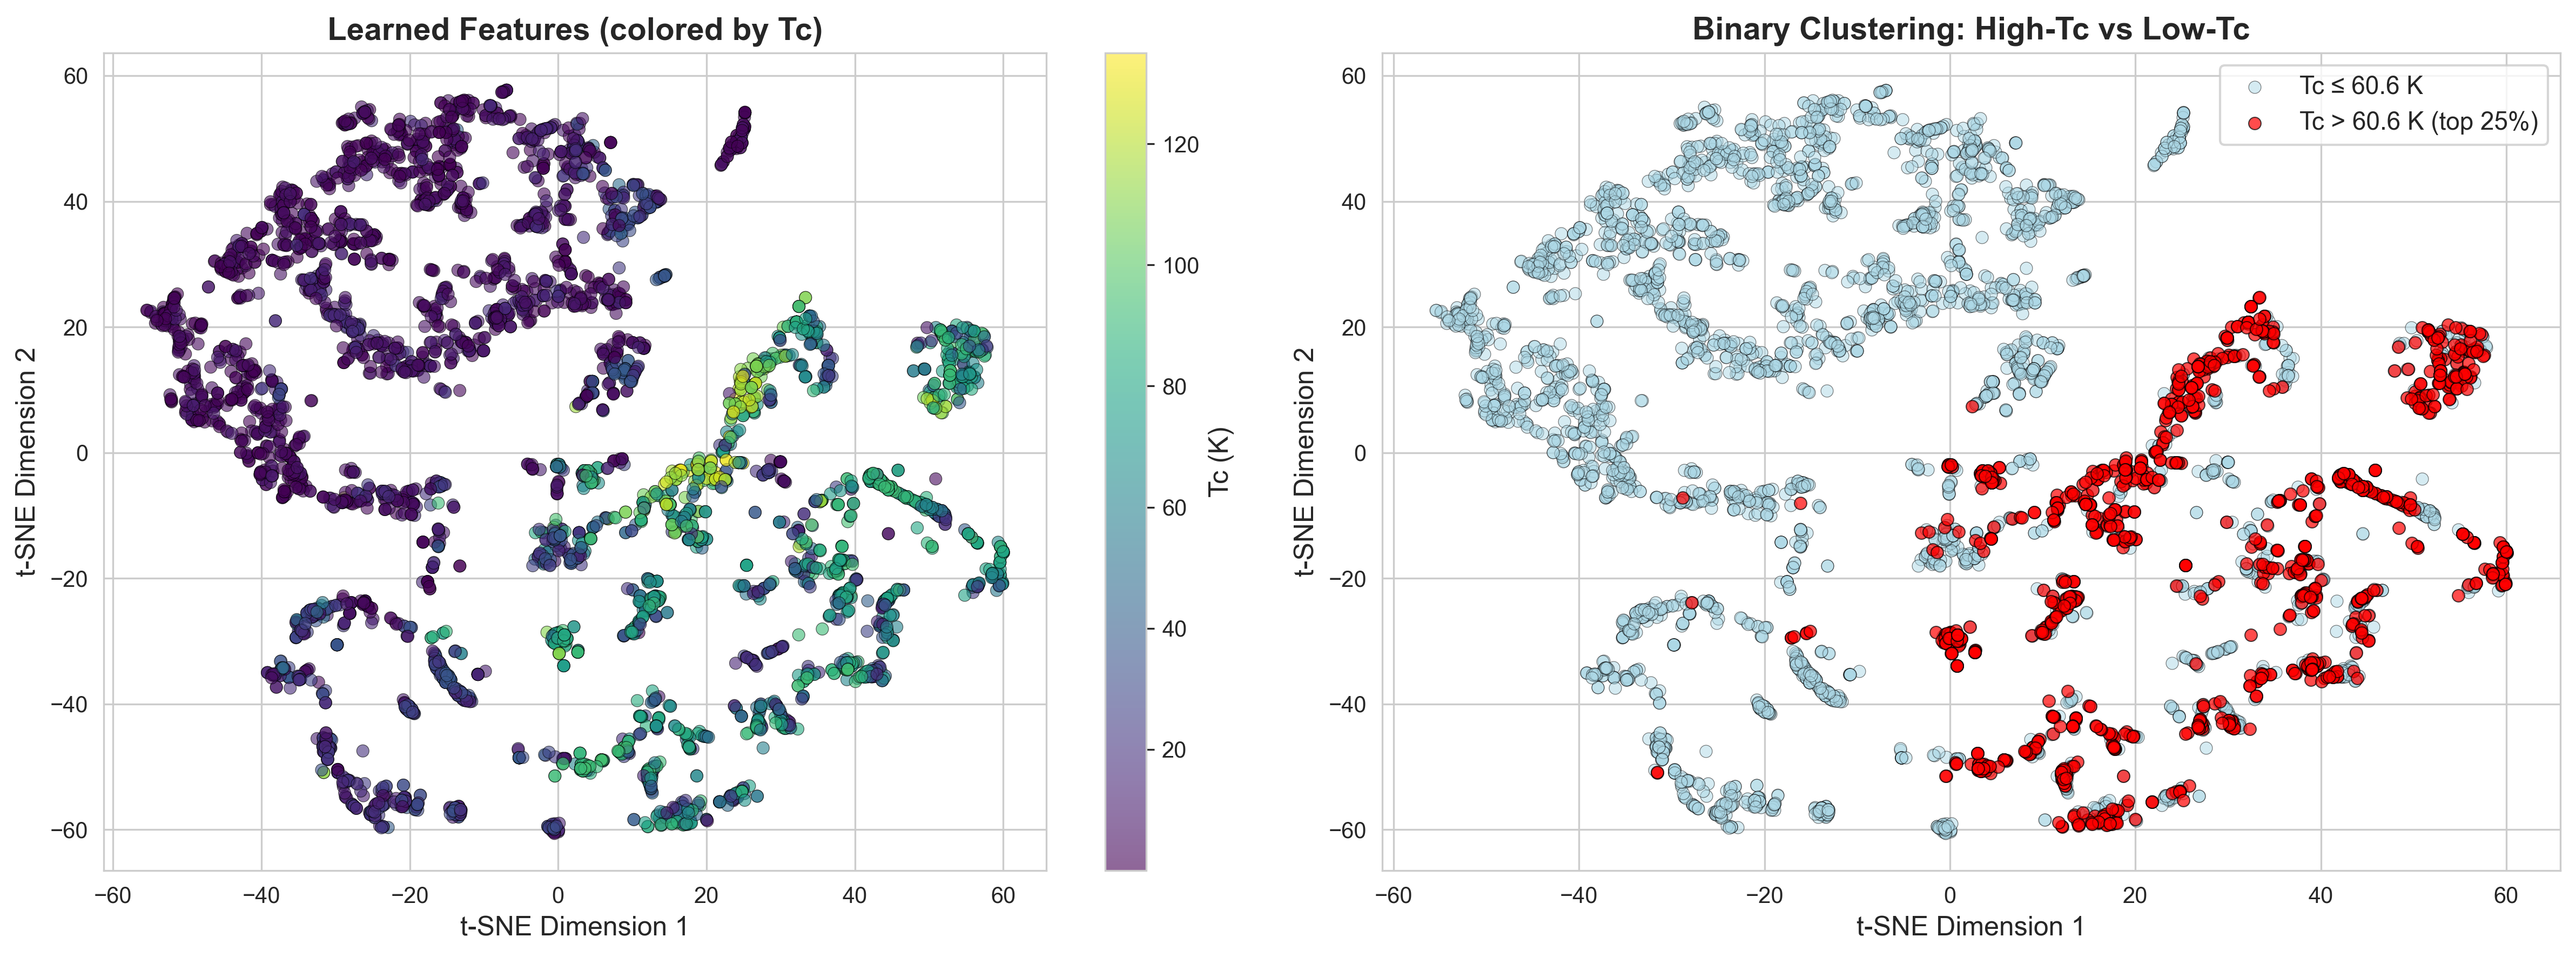 Learned Features (colored by Tc)
60
40
20
0
−20
−40
−60
−60 −40 −20 0 20 40 60
t-SNE Dimension 1
t-SNE Dimension 2
120
100
80
60
40
20
Tc (K)
Binary Clustering: High-Tc vs Low-Tc
Tc ≤ 60.6 K
Tc > 60.6 K (top 25%)
60
40
20
0
−20
−40
−60
−60 −40 −20 0 20 40 60
t-SNE Dimension 1
t-SNE Dimension 2